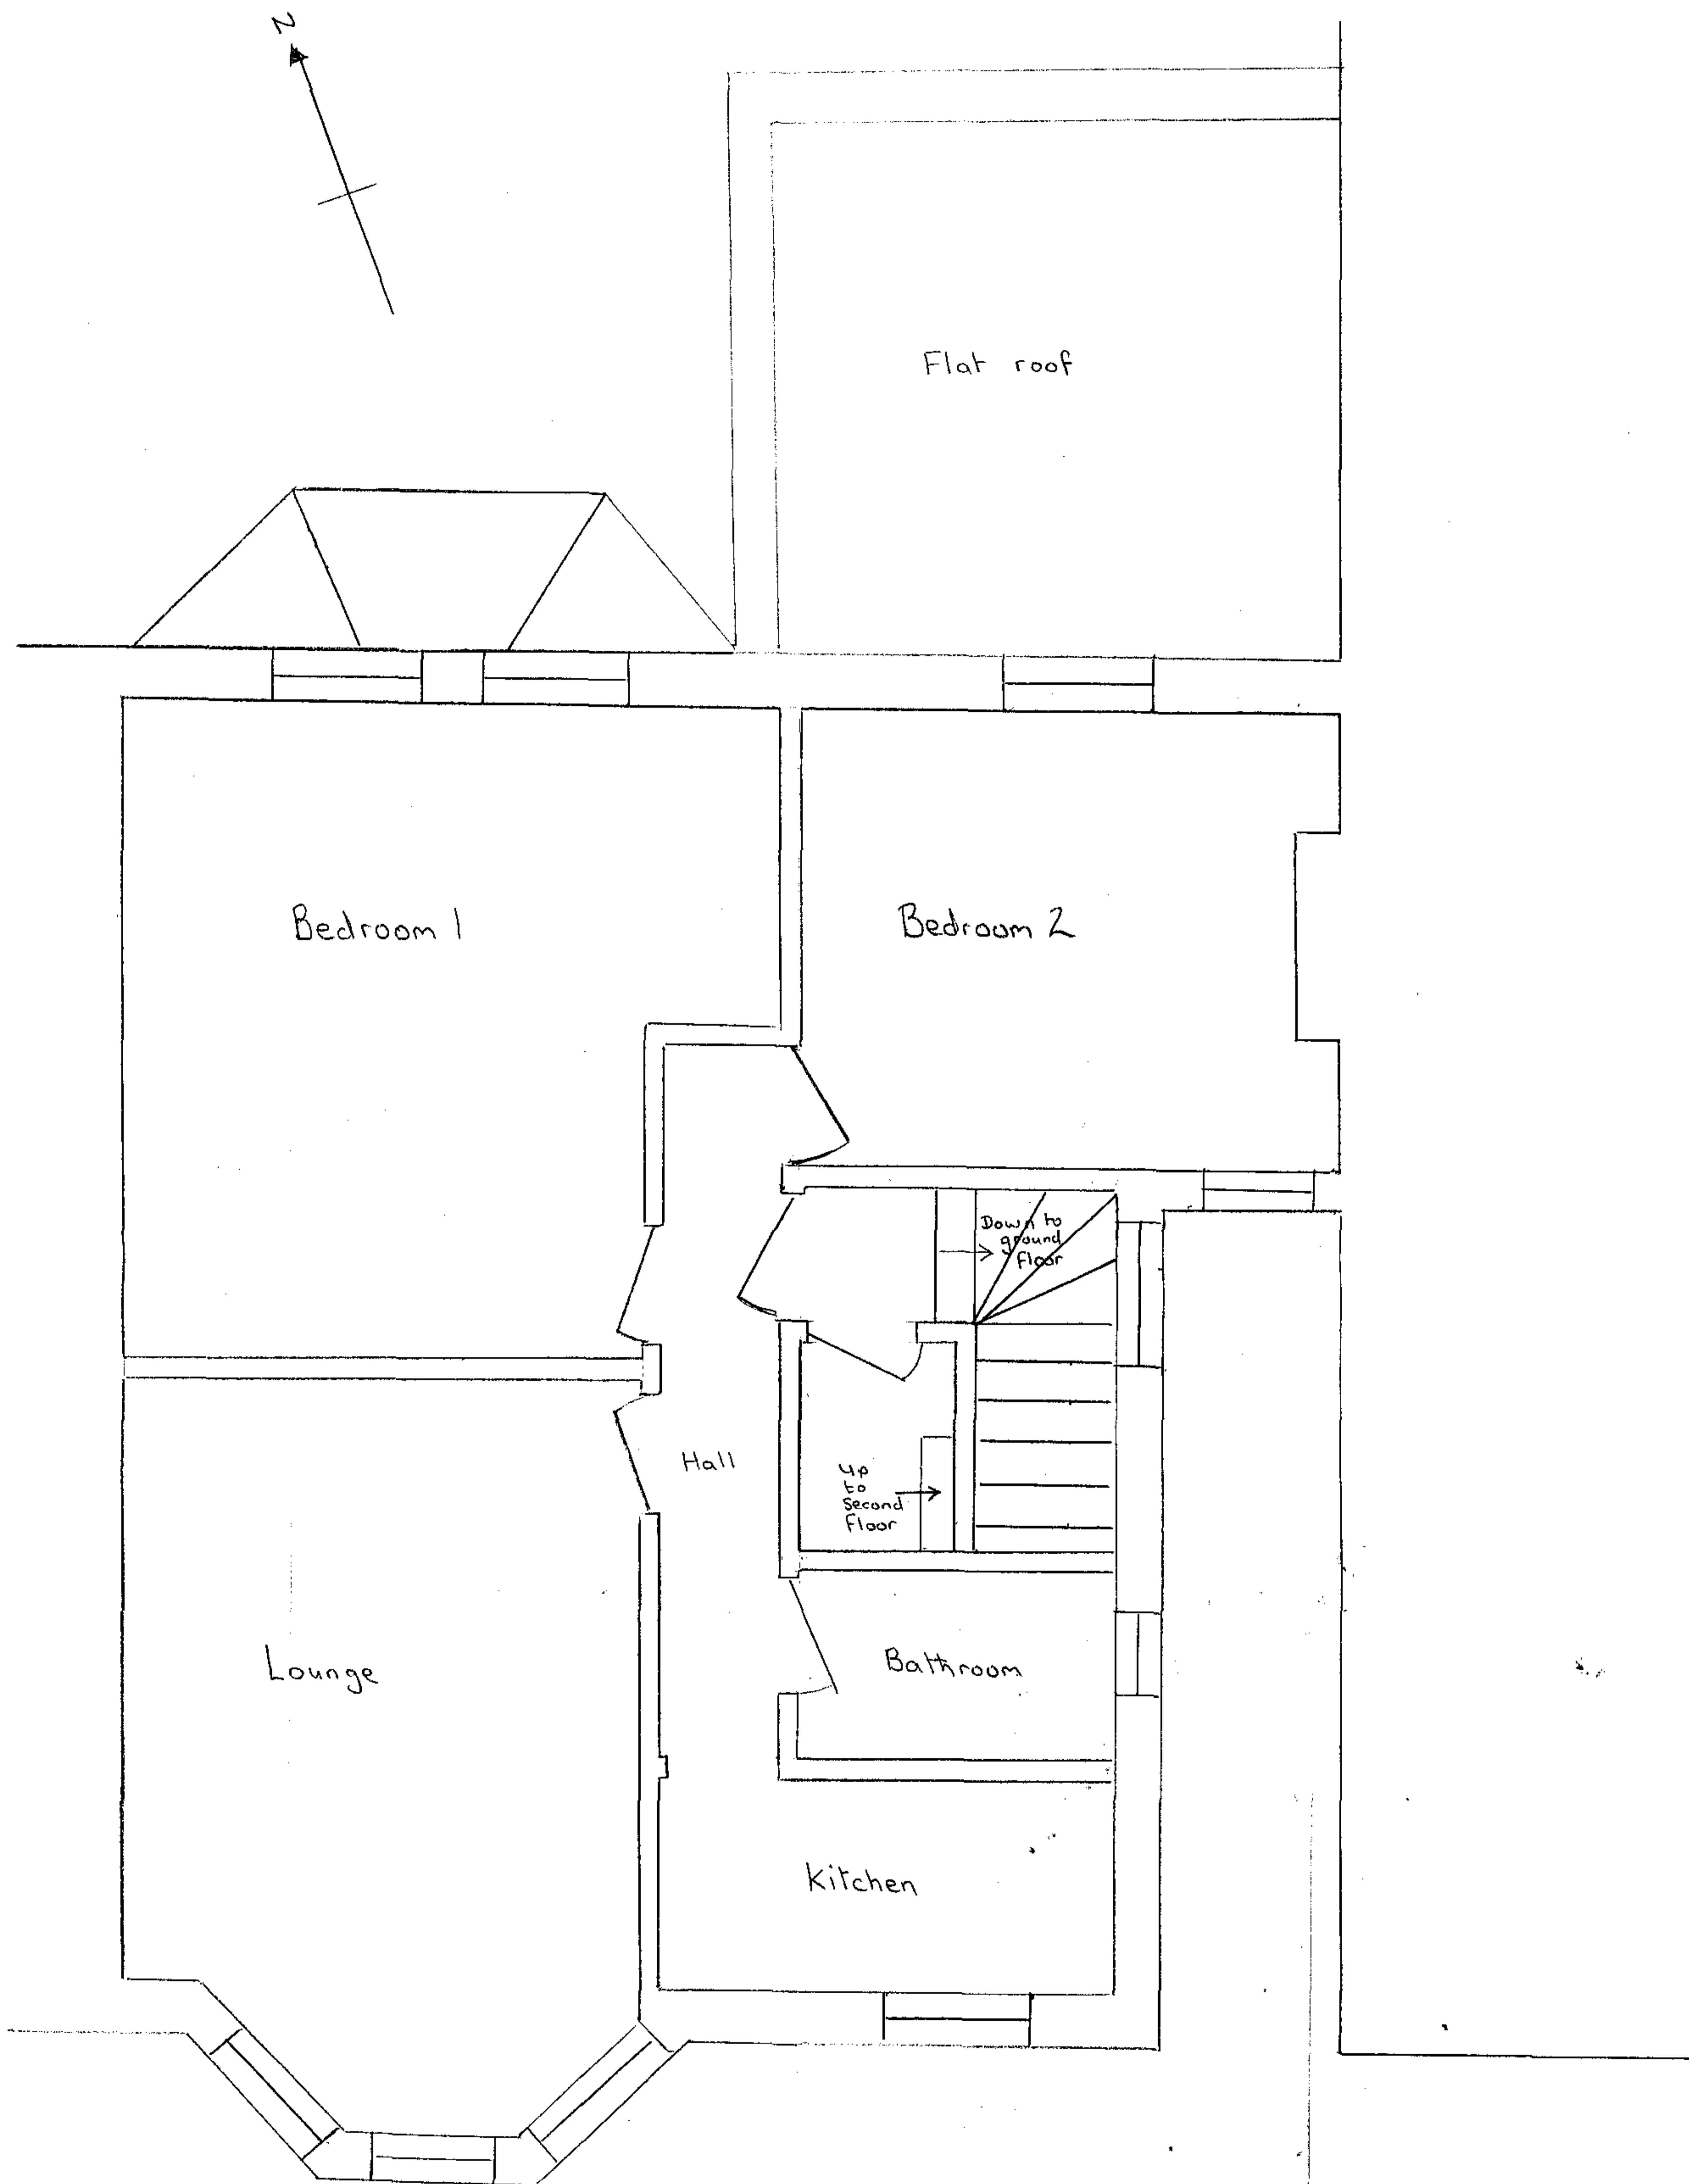 N
Flat roof
Bedroom 1
Bedroom 2
Down to
ground
floor
Hall
Up
to
Second
floor
Lounge
Bathroom
Kitchen